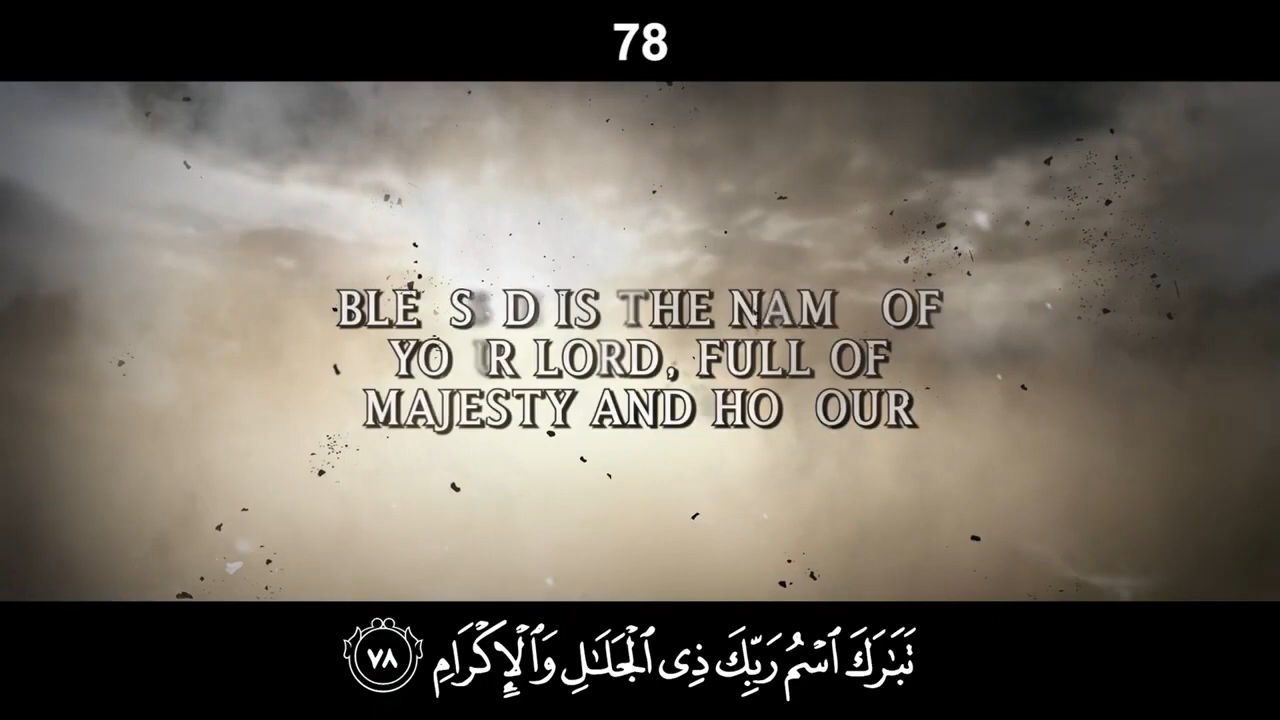 78
BLE S D IS THE NAM OF
YO UR LORD, FULL OF
MAJESTY AND HO OUR
تَبَٰرَكَ ٱسْمُ رَبِّكَ ذِى ٱلْجَلَٰلِ وَٱلْإِكْرَامِ ٧٨